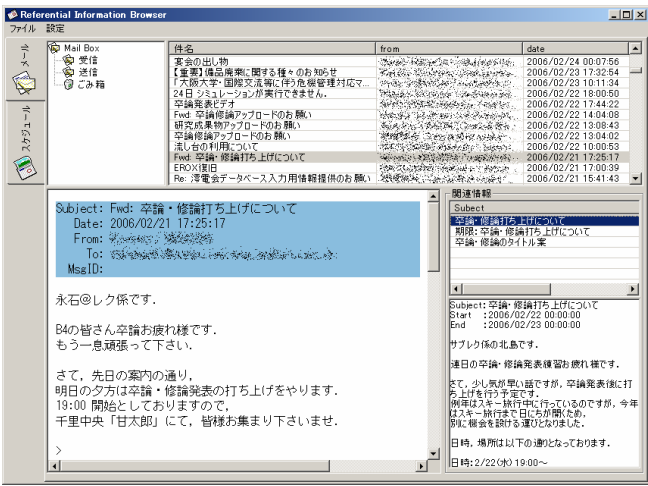 Referential Information Browser
ファイル 設定
メール
スケジュール
Mail Box
受信
送信
ごみ箱
件名 from date
宴会の出し物 2006/02/24 00:07:56
【重要】備品廃棄に関する種々のお知らせ 2006/02/23 17:32:54
「大阪大学・国際交流等に伴う危機管理対応マ... 2006/02/23 10:11:34
24日 シミュレーションが実行できません。 2006/02/22 18:00:50
卒論発表ビデオ 2006/02/22 17:44:22
Fwd: 卒論修論アップロードのお願い 2006/02/22 14:04:08
研究成果物アップロードのお願い 2006/02/22 13:08:43
卒論修論アップロードのお願い 2006/02/22 13:04:02
流し台の利用について 2006/02/22 10:00:53
Fwd: 卒論・修論打ち上げについて 2006/02/21 17:25:17
EROX復旧 2006/02/21 17:00:39
Re: 湾電会データベース入力用情報提供のお願い 2006/02/21 15:41:43
Subject: Fwd: 卒論・修論打ち上げについて
Date: 2006/02/21 17:25:17
From:
To:
MsgID:
永石@レク係です.
B4の皆さん卒論お疲れ様です.
もう一息頑張って下さい.
さて, 先日の案内の通り,
明日の夕方は卒論・修論発表の打ち上げをやります.
19:00 開始としておりますので,
千里中央「甘太郎」にて, 皆様お集まり下さいませ.
>
関連情報
Subect
卒論・修論打ち上げについて
期限: 卒論・修論打ち上げについて
卒論・修論のタイトル案
Subject: 卒論・修論打ち上げについて
Start :2006/02/22 00:00:00
End :2006/02/23 00:00:00
サブレク係の北島です.
連日の卒論・修論発表練習お疲れ様です.
さて, 少し気が早い話ですが, 卒論発表後に打
ち上げを行う予定です.
例年はスキー旅行中に行っているのですが, 今年
はスキー旅行まで日にちが開くため,
別に機会を設ける運びとなりました.
日時, 場所は以下の通りとなっております.
日時: 2/22(水) 19:00～